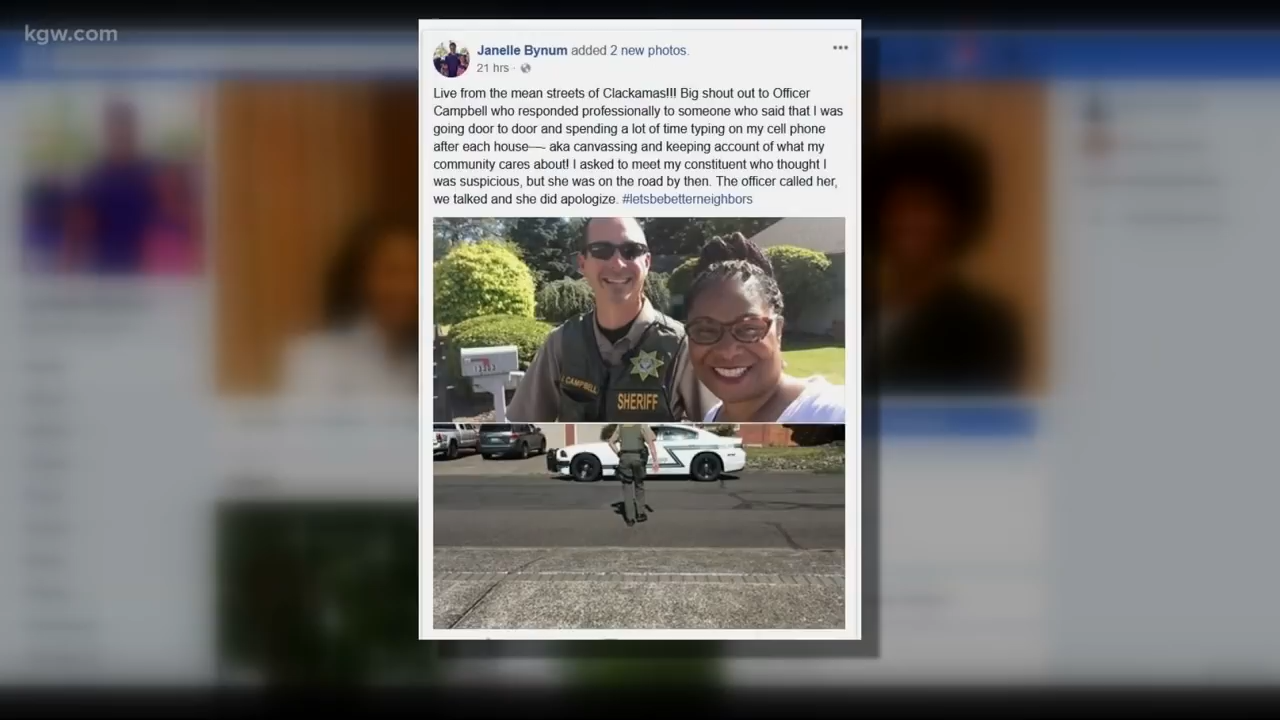 kgw.com
Janelle Bynum added 2 new photos.
21 hrs ·
Live from the mean streets of Clackamas!!! Big shout out to Officer
Campbell who responded professionally to someone who said that I was
going door to door and spending a lot of time typing on my cell phone
after each house—- aka canvassing and keeping account of what my
community cares about! I asked to meet my constituent who thought I
was suspicious, but she was on the road by then. The officer called her,
we talked and she did apologize. #letsbebetterneighbors
CAMPBELL
SHERIFF